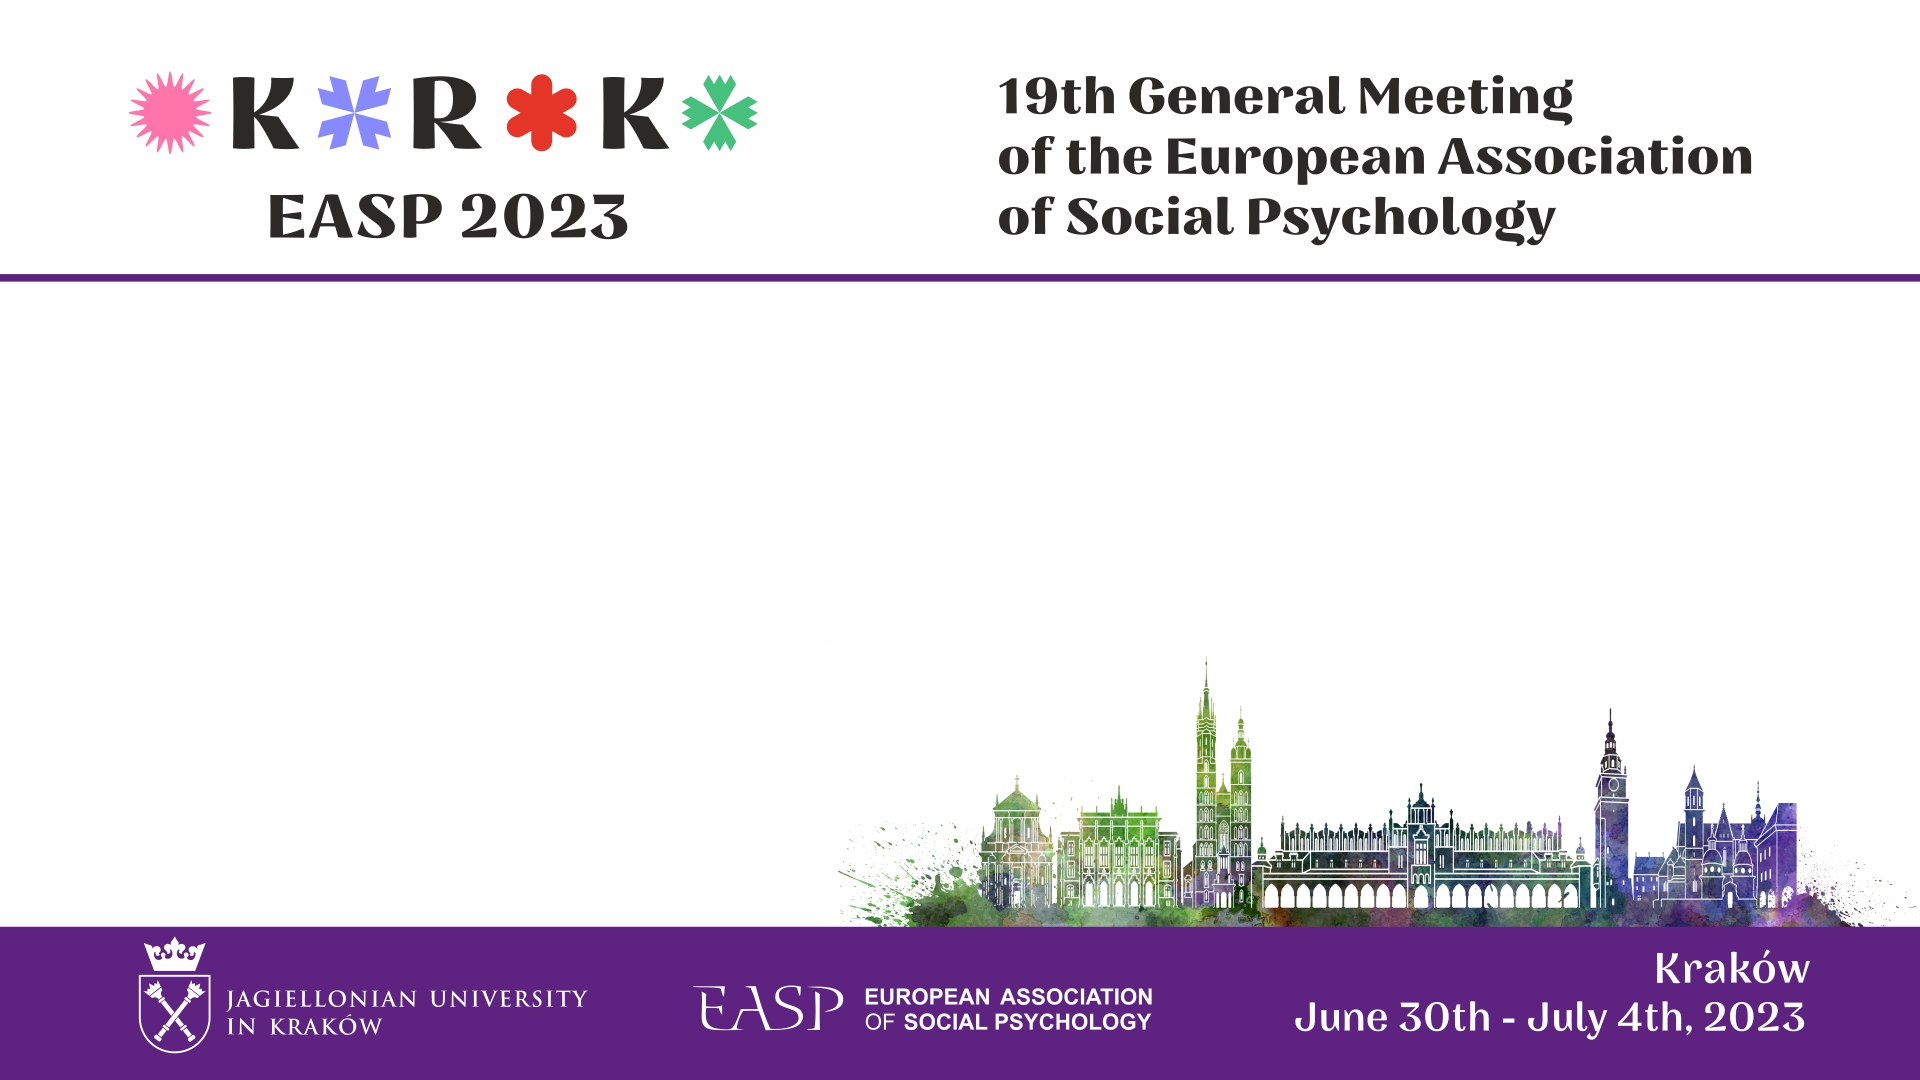 K R K
EASP 2023
19th General Meeting
of the European Association
of Social Psychology
JAGIELLONIAN UNIVERSITY
IN KRAKÓW
EASP
EUROPEAN ASSOCIATION
OF SOCIAL PSYCHOLOGY
Kraków
June 30th - July 4th, 2023